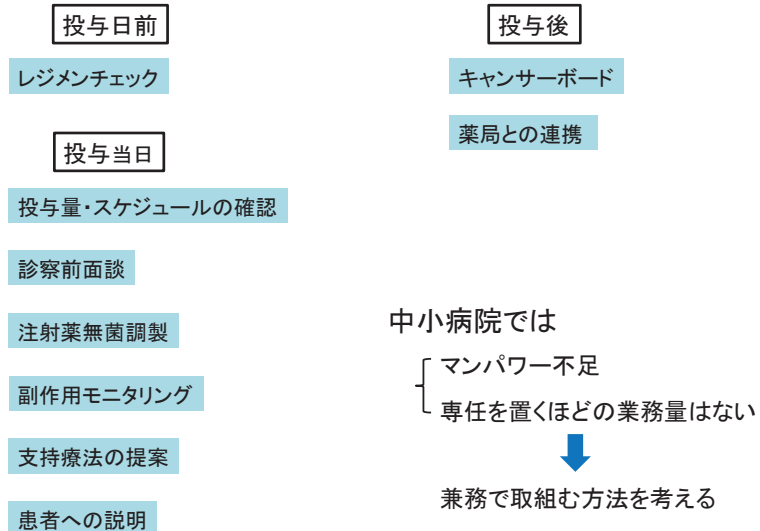 投与日前
レジメンチェック
投与当日
投与量・スケジュールの確認
診察前面談
注射薬無菌調製
副作用モニタリング
支持療法の提案
患者への説明
投与後
キャンサーボード
薬局との連携
中小病院では
マンパワー不足
専任を置くほどの業務量はない
兼務で取組む方法を考える